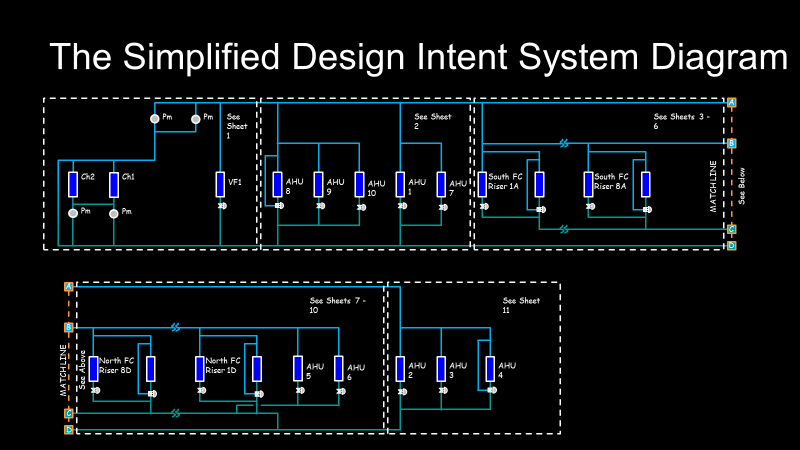 The Simplified Design Intent System Diagram
Pm
Pm
See
Sheet
1
See Sheet
2
See Sheets 3 -
6
A
B
Ch2
Ch1
VF1
AHU
8
AHU
9
AHU
10
AHU
1
AHU
7
South FC
Riser 1A
South FC
Riser 8A
MATCHLINE
See Below
Pm
Pm
C
D
A
See Sheets 7 -
10
See Sheet
11
B
MATCHLINE
See Above
North FC
Riser 8D
North FC
Riser 1D
AHU
5
AHU
6
AHU
2
AHU
3
AHU
4
C
D